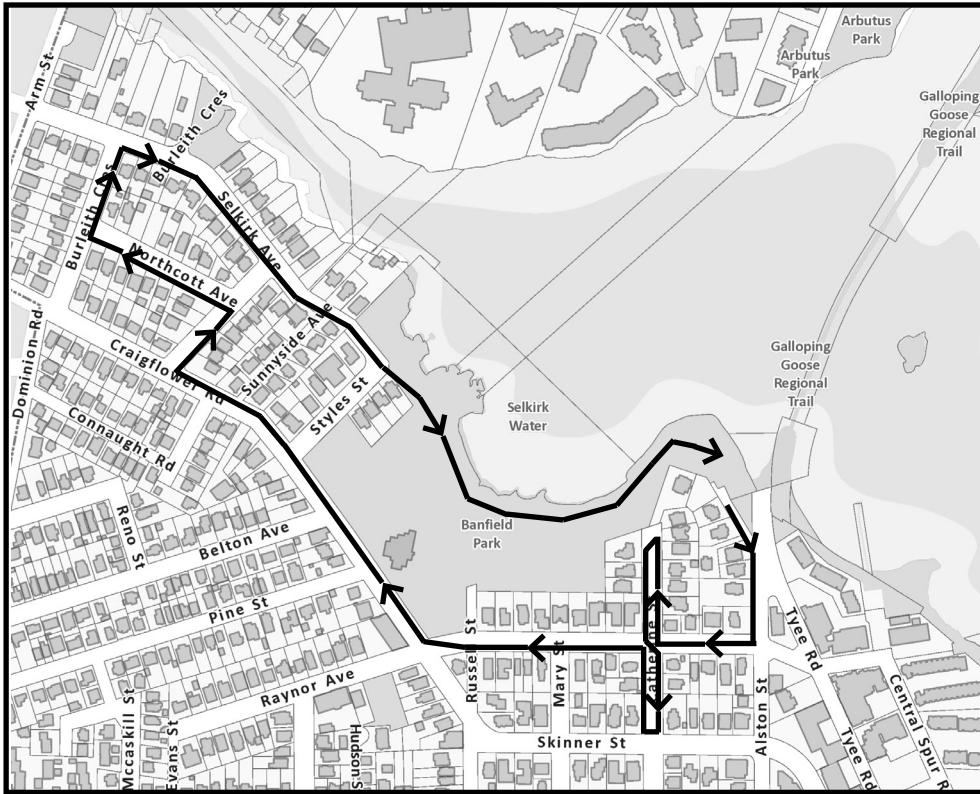 Arbutus
Park
Arbutus
Park
Arm St
Galloping
Goose
Regional
Trail
Burleith Cres
Burleith Cres
Selkirk Ave
Northcott Ave
Dominion Rd
Craigflower Rd
Sunnyside Ave
Galloping
Goose
Regional
Trail
Styles St
Selkirk
Water
Connaught Rd
Reno St
Belton Ave
Banfield
Park
Pine St
Russell St
Mary St
Catherine St
Tyee Rd
Raynor Ave
Mccaskill St
Evans St
Hudson S
Skinner St
Alston St
Tyee Rd
Central Spur R